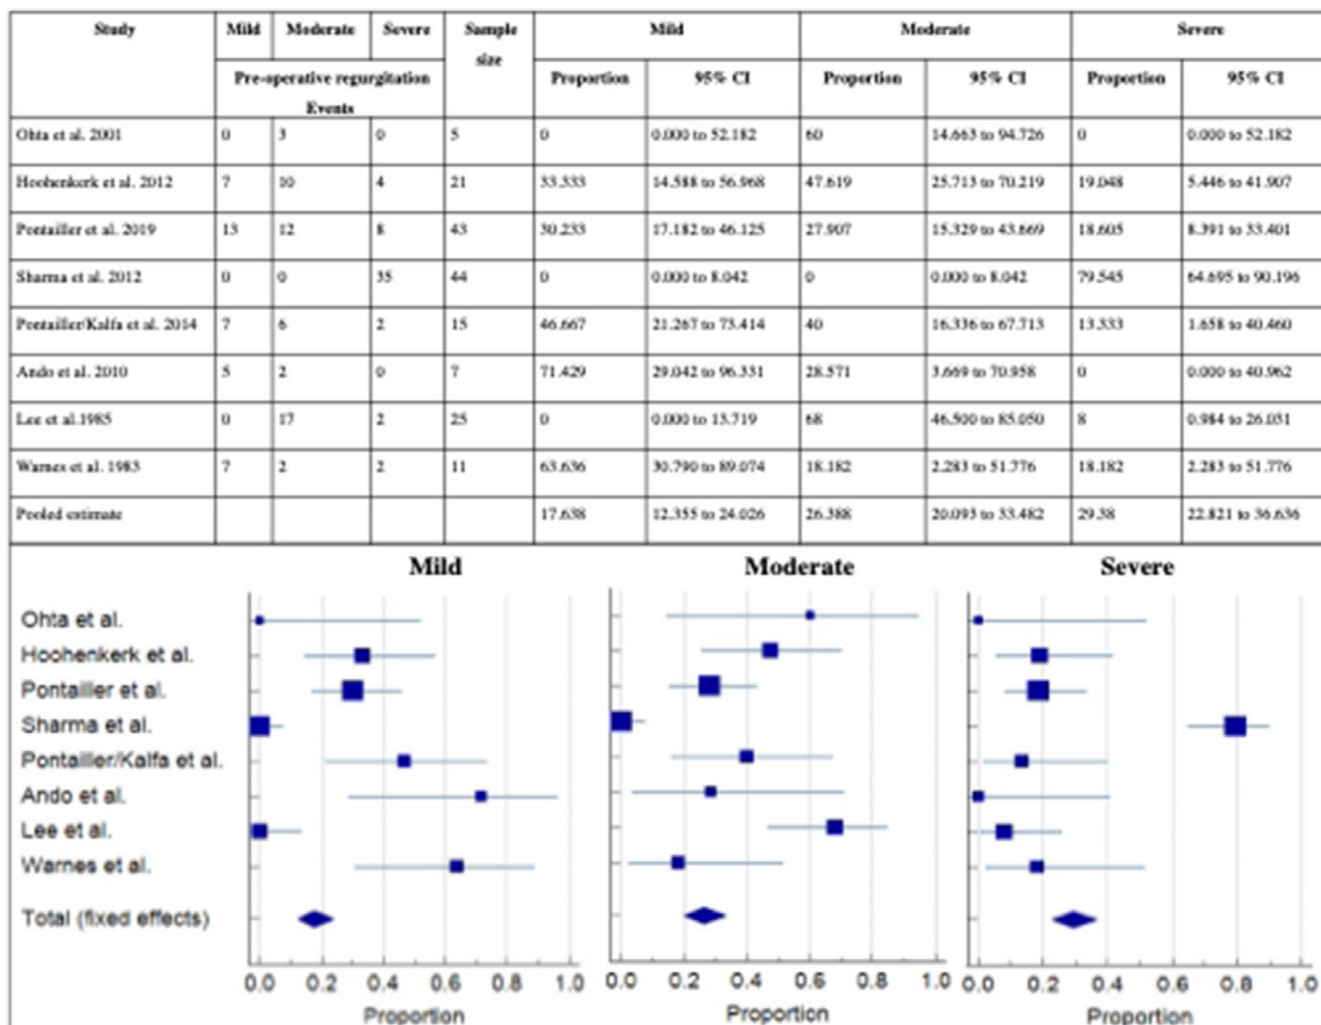 Study Mild Moderate Severe Sample size Mild Moderate Severe
Pre-operative regurgitation Events Proportion 95% CI Proportion 95% CI Proportion 95% CI
Ohta et al. 2001 0 3 0 5 0 0.000 to 52.182 60 14.663 to 94.726 0 0.000 to 52.182
Hoohenkerk et al. 2012 7 10 4 21 33.333 14.588 to 56.968 47.619 25.713 to 70.219 19.048 5.446 to 41.907
Pontailler et al. 2019 13 12 8 43 30.233 17.182 to 46.125 27.907 15.329 to 43.669 18.605 8.391 to 33.401
Sharma et al. 2012 0 0 35 44 0 0.000 to 8.042 0 0.000 to 8.042 79.545 64.695 to 90.196
Pontailler/Kalfa et al. 2014 7 6 2 15 46.667 21.267 to 73.414 40 16.336 to 67.713 13.333 1.658 to 40.460
Ando et al. 2010 5 2 0 7 71.429 29.042 to 96.331 28.571 3.669 to 70.958 0 0.000 to 40.962
Lee et al.1985 0 17 2 25 0 0.000 to 13.719 68 46.500 to 85.050 8 0.984 to 26.031
Warnes et al. 1983 7 2 2 11 63.636 30.790 to 89.074 18.182 2.283 to 51.776 18.182 2.283 to 51.776
Pooled estimate 17.638 12.355 to 24.026 26.388 20.093 to 33.482 29.38 22.821 to 36.636
Mild Moderate Severe
Ohta et al.
Hoohenkerk et al.
Pontailler et al.
Sharma et al.
Pontailler/Kalfa et al.
Ando et al.
Lee et al.
Warnes et al.
Total (fixed effects)
0.0 0.2 0.4 0.6 0.8 1.0 0.0 0.2 0.4 0.6 0.8 1.0 0.0 0.2 0.4 0.6 0.8 1.0
Proportion Proportion Proportion